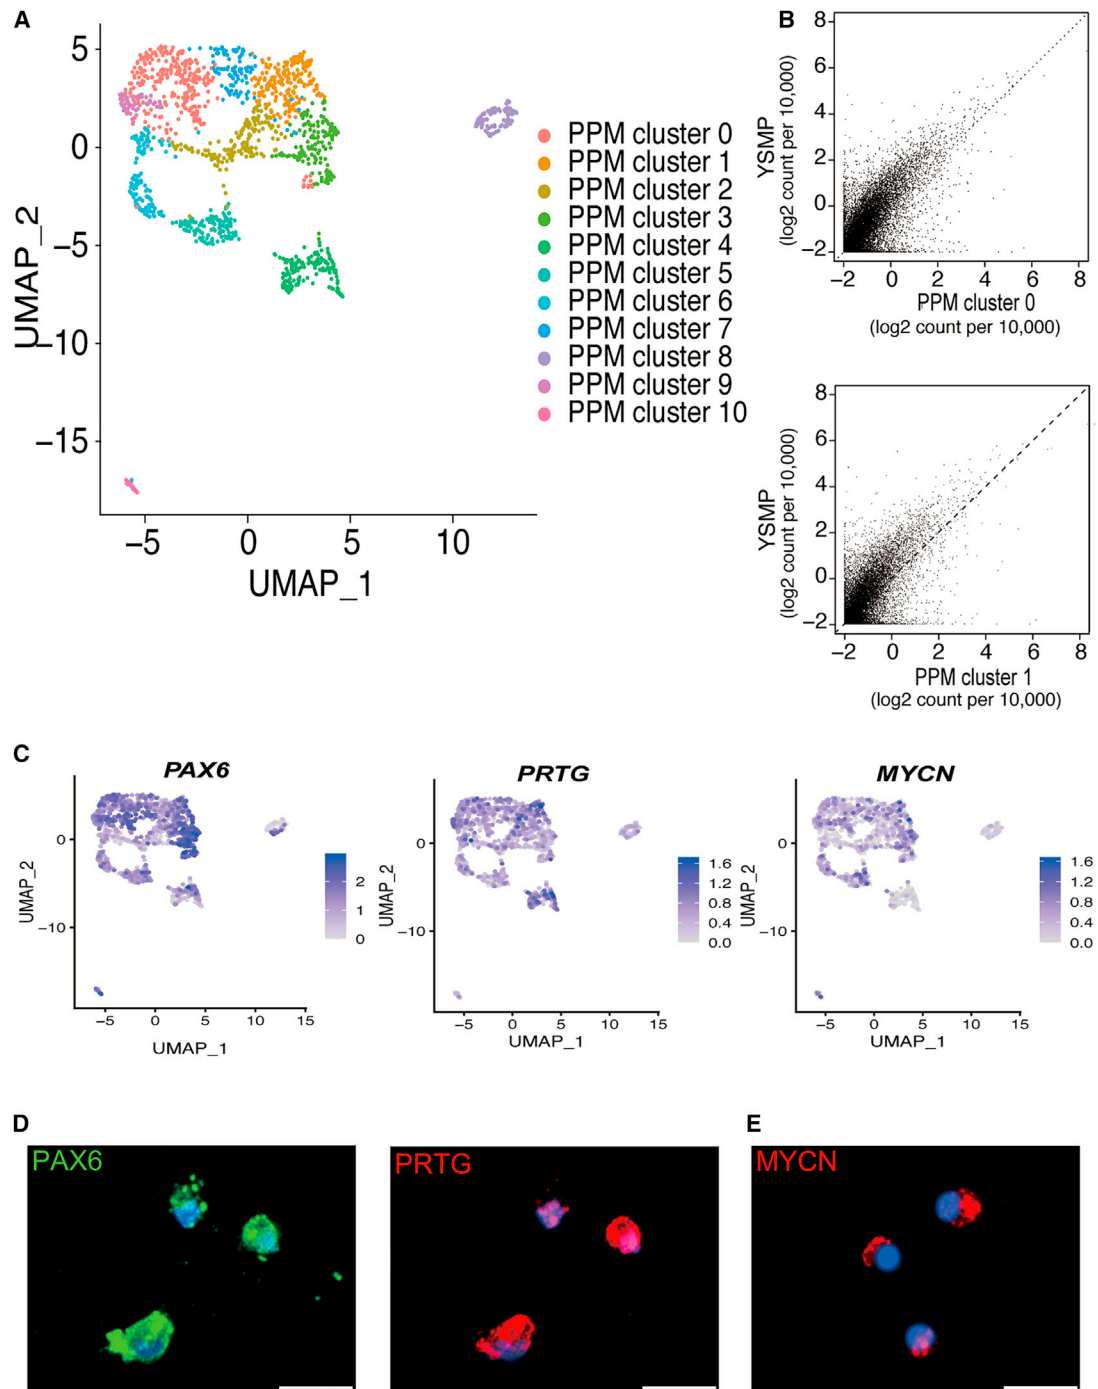 A
5
0
−5
−10
−15
UMAP_2
−5
0
5
10
UMAP_1
PPM cluster 0
PPM cluster 1
PPM cluster 2
PPM cluster 3
PPM cluster 4
PPM cluster 5
PPM cluster 6
PPM cluster 7
PPM cluster 8
PPM cluster 9
PPM cluster 10
B
8
6
4
2
0
−2
YSMP
(log2 count per 10,000)
−2 0 2 4 6 8
PPM cluster 0
(log2 count per 10,000)
8
6
4
2
0
−2
YSMP
(log2 count per 10,000)
−2 0 2 4 6 8
PPM cluster 1
(log2 count per 10,000)
C
PAX6
0
−10
UMAP_2
−5 0 5 10 15
UMAP_1
2
1
0
PRTG
0
−10
UMAP_2
−5 0 5 10 15
UMAP_1
1.6
1.2
0.8
0.4
0.0
MYCN
0
−10
UMAP_2
−5 0 5 10 15
UMAP_1
1.6
1.2
0.8
0.4
0.0
D
PAX6
PRTG
E
MYCN